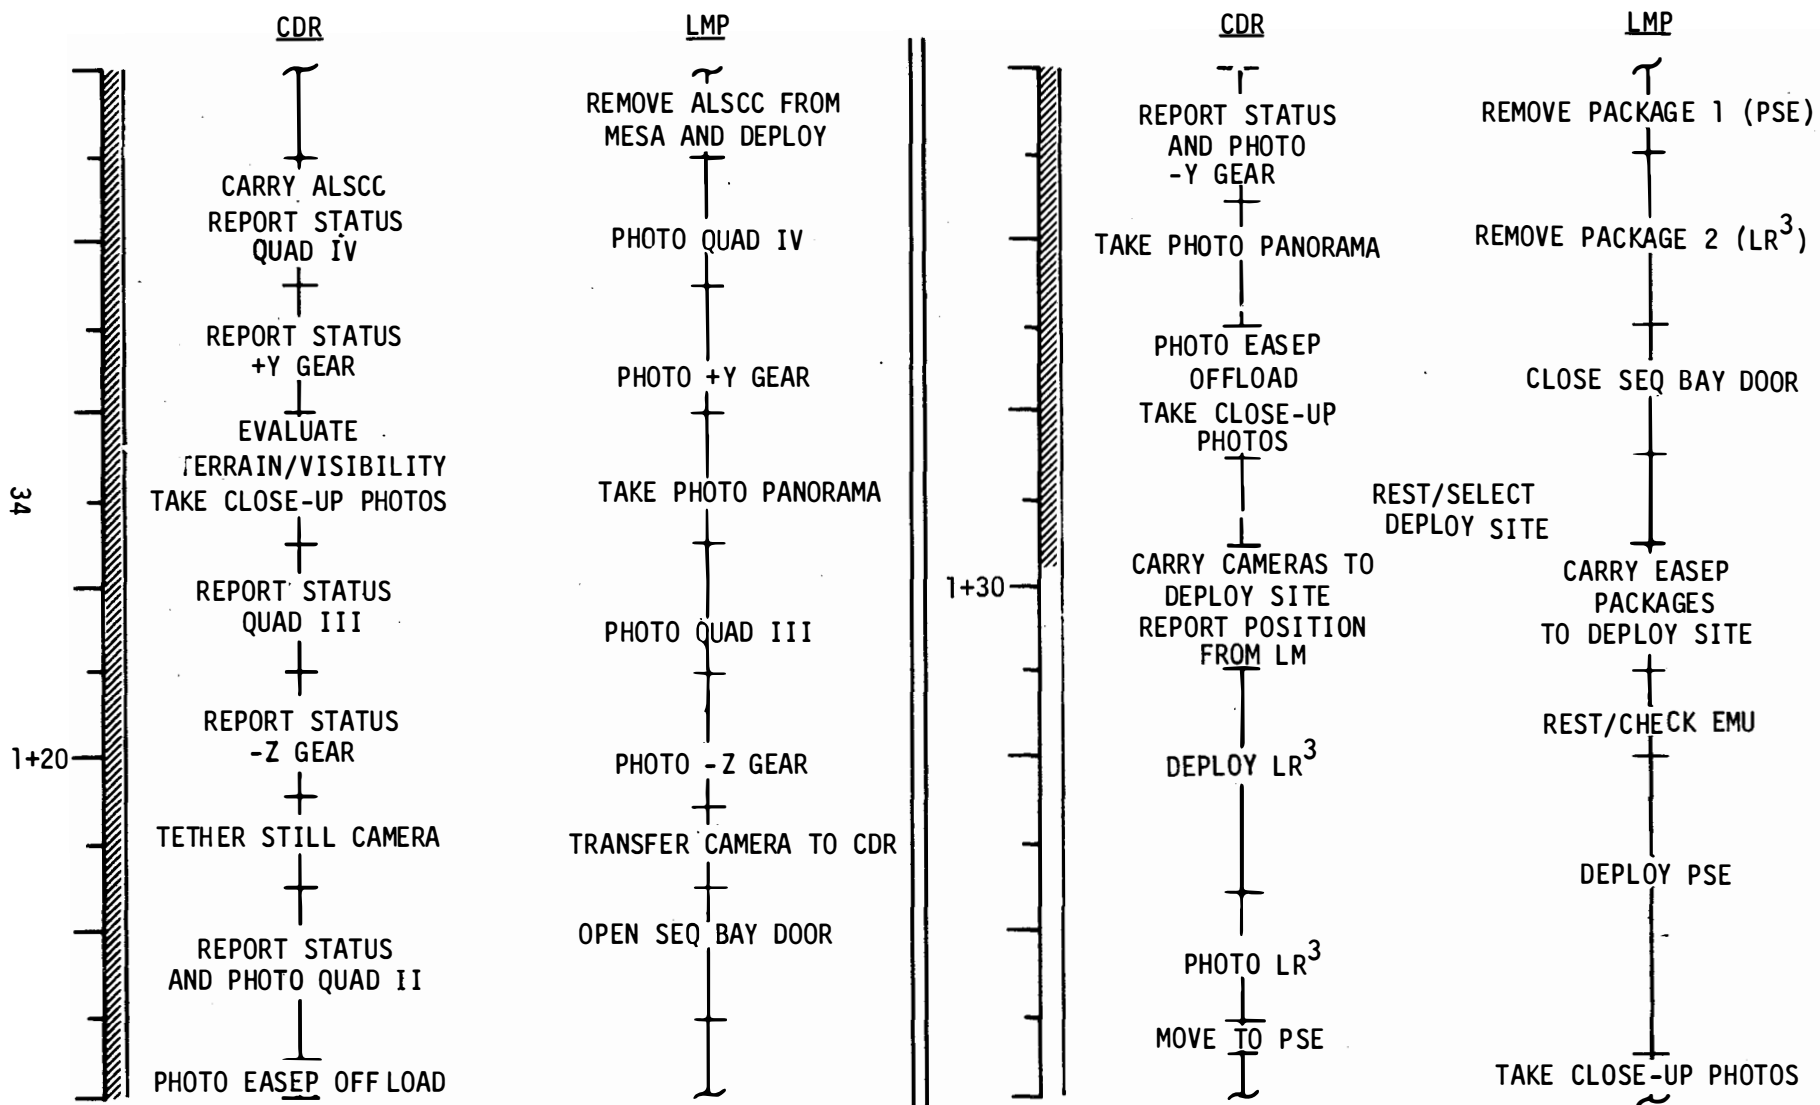 CDR
LMP
REMOVE ALSCC FROM
MESA AND DEPLOY
CARRY ALSCC
REPORT STATUS
QUAD IV
PHOTO QUAD IV
REPORT STATUS
+Y GEAR
PHOTO +Y GEAR
EVALUATE
TERRAIN/VISIBILITY
TAKE CLOSE-UP PHOTOS
TAKE PHOTO PANORAMA
34
REPORT STATUS
QUAD III
PHOTO QUAD III
REPORT STATUS
-Z GEAR
1+20
PHOTO -Z GEAR
TETHER STILL CAMERA
TRANSFER CAMERA TO CDR
OPEN SEQ BAY DOOR
REPORT STATUS
AND PHOTO QUAD II
PHOTO EASEP OFFLOAD
CDR
LMP
REPORT STATUS
AND PHOTO
-Y GEAR
REMOVE PACKAGE 1 (PSE)
TAKE PHOTO PANORAMA
REMOVE PACKAGE 2 (LR³)
PHOTO EASEP
OFFLOAD
TAKE CLOSE-UP
PHOTOS
CLOSE SEQ BAY DOOR
REST/SELECT
DEPLOY SITE
1+30
CARRY CAMERAS TO
DEPLOY SITE
REPORT POSITION
FROM LM
CARRY EASEP
PACKAGES
TO DEPLOY SITE
REST/CHECK EMU
DEPLOY LR³
DEPLOY PSE
PHOTO LR³
MOVE TO PSE
TAKE CLOSE-UP PHOTOS